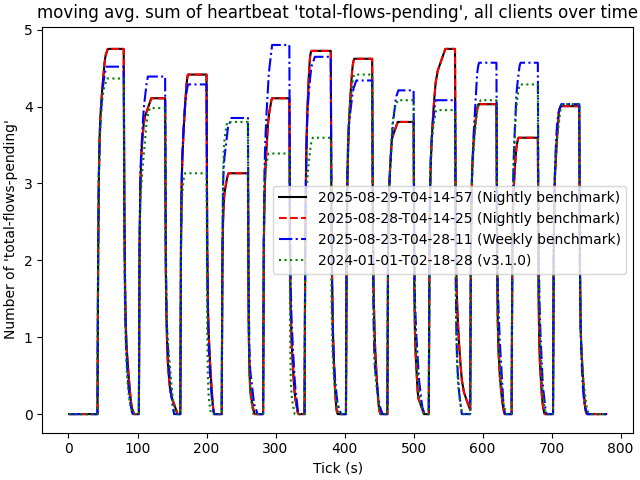 moving avg. sum of heartbeat 'total-flows-pending', all clients over time
Number of 'total-flows-pending'
5
4
3
2
1
0
2025-08-29-T04-14-57 (Nightly benchmark)
2025-08-28-T04-14-25 (Nightly benchmark)
2025-08-23-T04-28-11 (Weekly benchmark)
2024-01-01-T02-18-28 (v3.1.0)
0 100 200 300 400 500 600 700 800
Tick (s)